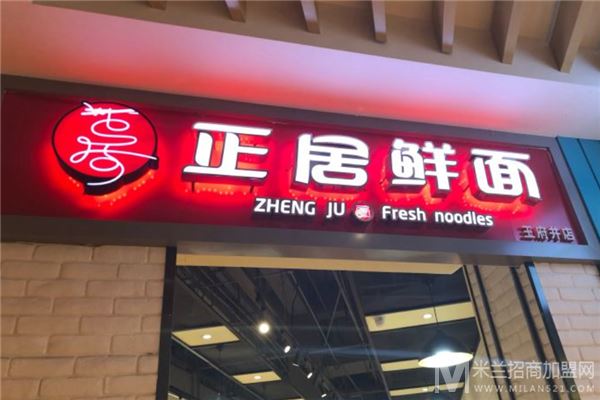 正居鲜面
ZHENG JU Fresh noodles
王府井店
米兰招商加盟网
WWW.MILAN521.COM